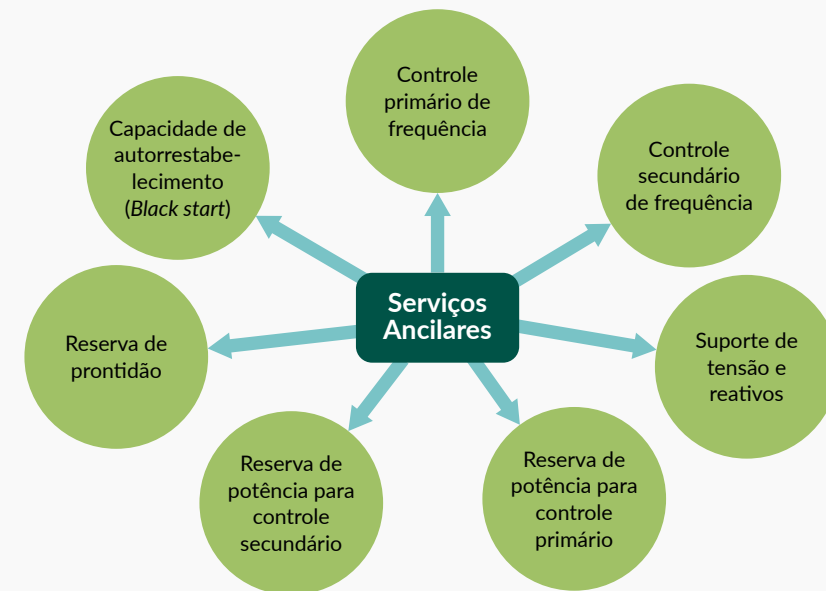 Controle
primário de
frequência
Capacidade de
autorrestabe-
lecimento
(Black start)
Controle
secundário
de frequência
Serviços
Ancilares
Reserva de
prontidão
Suporte de
tensão e
reativos
Reserva de
potência para
controle
secundário
Reserva de
potência para
controle
primário